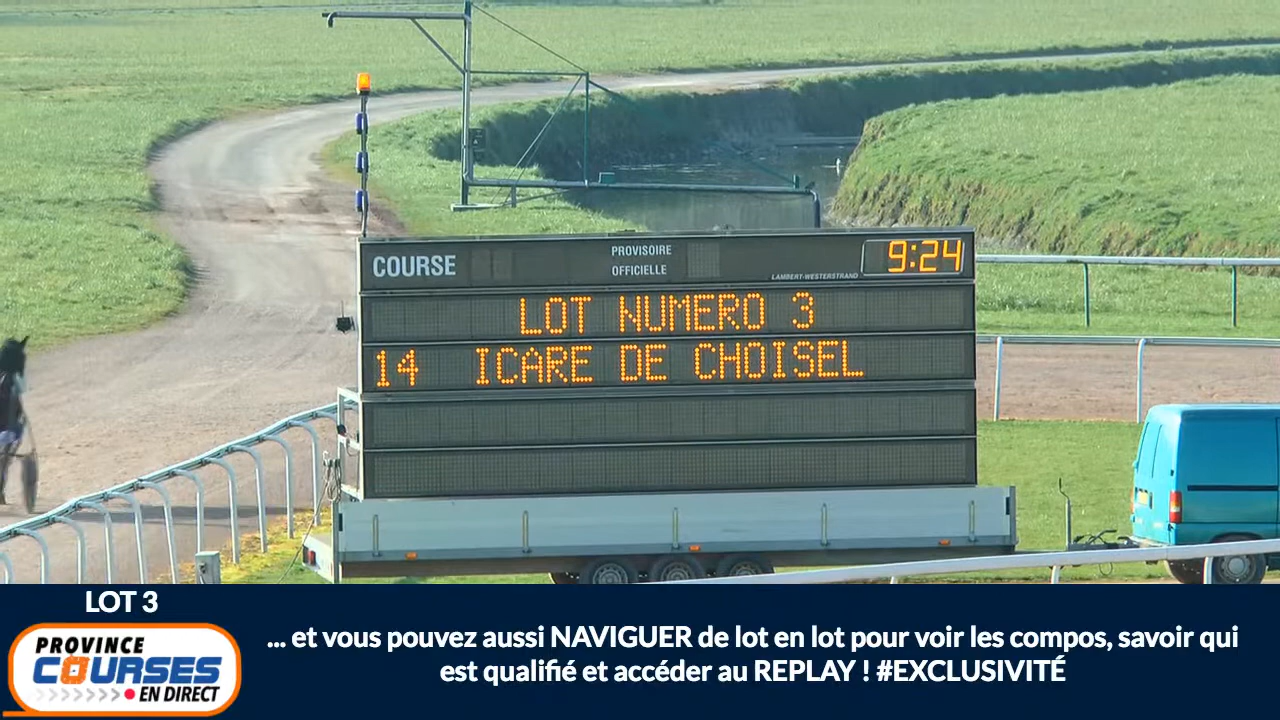 COURSE
PROVISOIRE
OFFICIELLE
LAMBERT-WESTERSTRAND
9:24
LOT NUMERO 3
14 ICARE DE CHOISEL
LOT 3
PROVINCE
COURSES
EN DIRECT
... et vous pouvez aussi NAVIGUER de lot en lot pour voir les compos, savoir qui
est qualifié et accéder au REPLAY ! #EXCLUSIVITÉ